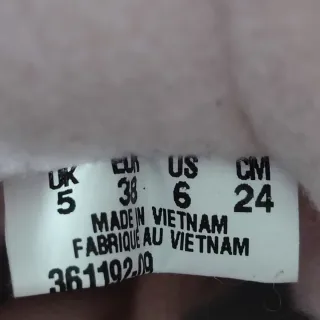 UK EUR US CM
5 38 6 24
MADE IN VIETNAM
FABRIQUE AU VIETNAM
361192-09